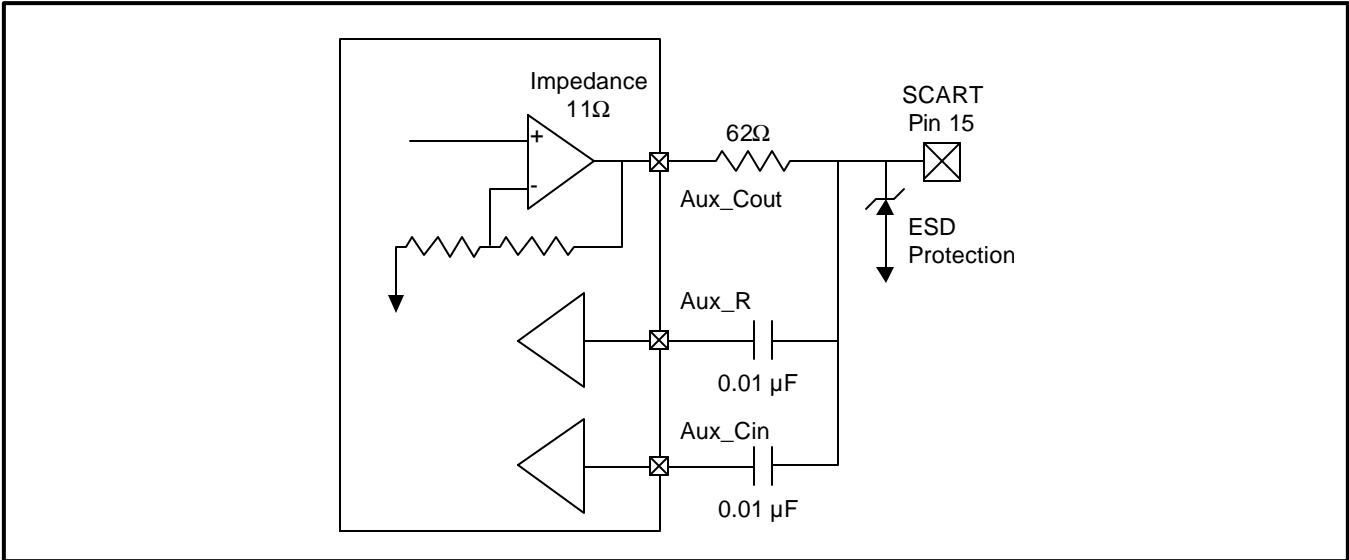 Impedance
11Ω
SCART
Pin 15
62Ω
+
-
Aux_Cout
ESD
Protection
Aux_R
0.01 µF
Aux_Cin
0.01 µF